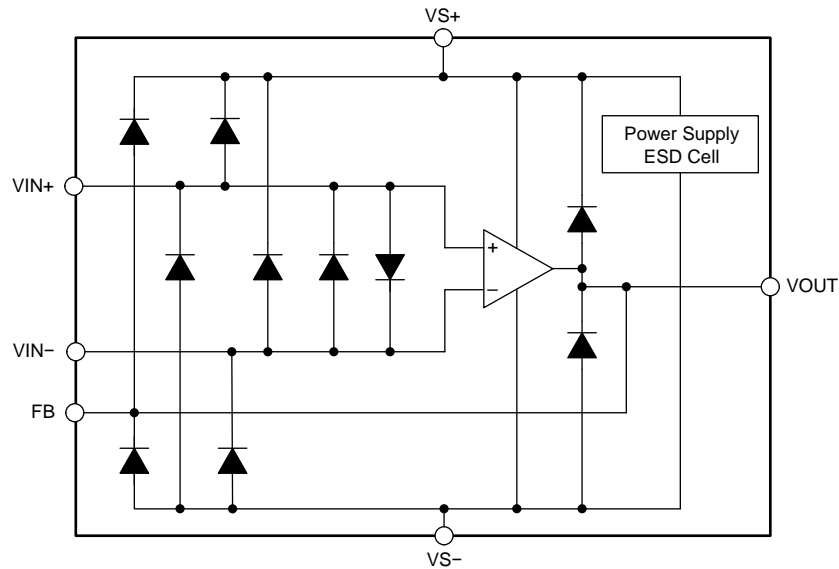 VS+
Power Supply
ESD Cell
VIN+
+
−
VOUT
VIN−
FB
VS−